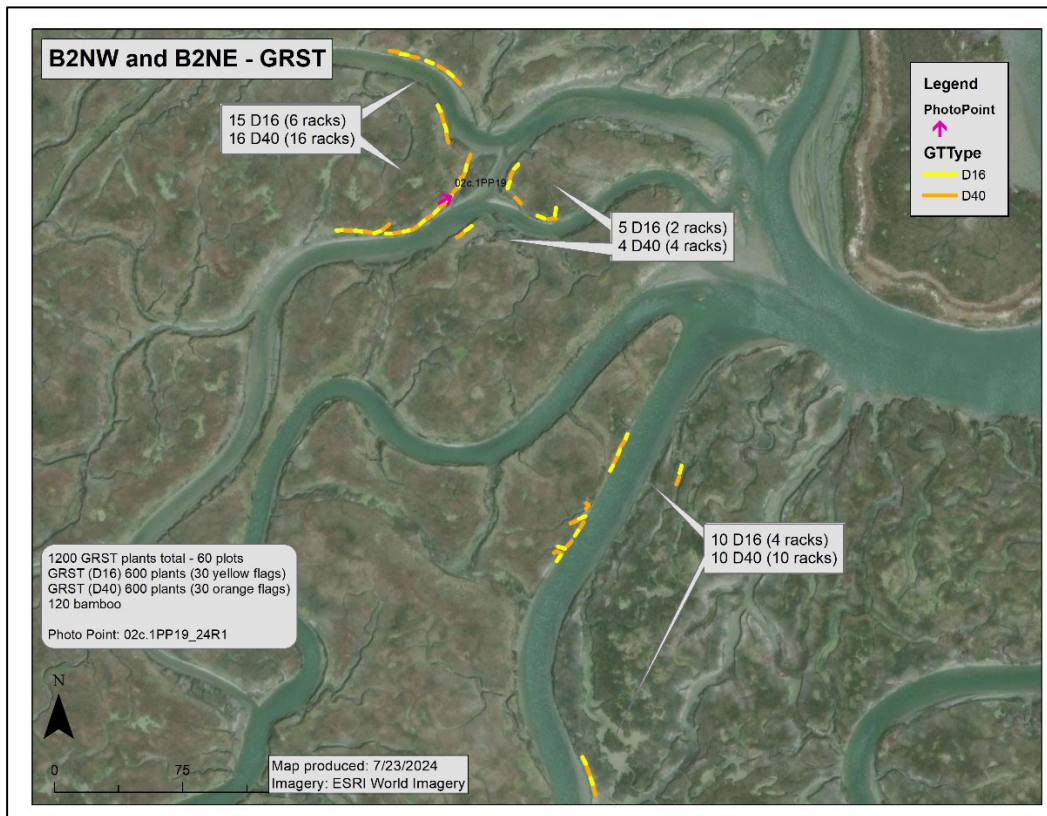 B2NW and B2NE - GRST
Legend
PhotoPoint
GTType
D16
D40
15 D16 (6 racks)
16 D40 (16 racks)
02c.1PP19
5 D16 (2 racks)
4 D40 (4 racks)
10 D16 (4 racks)
10 D40 (10 racks)
1200 GRST plants total - 60 plots
GRST (D16) 600 plants (30 yellow flags)
GRST (D40) 600 plants (30 orange flags)
120 bamboo
Photo Point: 02c.1PP19_24R1
N
0 75
Map produced: 7/23/2024
Imagery: ESRI World Imagery